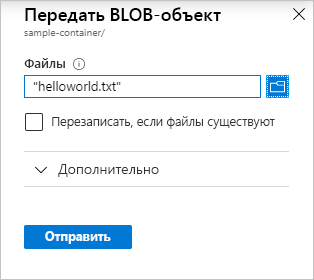 Передать BLOB-объект
sample-container/
Файлы
"helloworld.txt"
Перезаписать, если файлы существуют
Дополнительно
Отправить